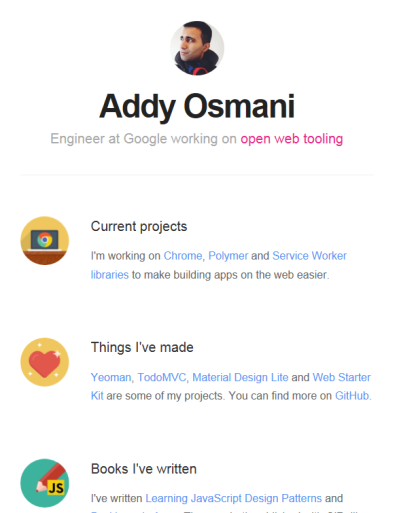 Addy Osmani
Engineer at Google working on open web tooling
Current projects
I'm working on Chrome, Polymer and Service Worker
libraries to make building apps on the web easier.
Things I've made
Yeoman, TodoMVC, Material Design Lite and Web Starter
Kit are some of my projects. You can find more on GitHub.
JS
Books I've written
I've written Learning JavaScript Design Patterns and